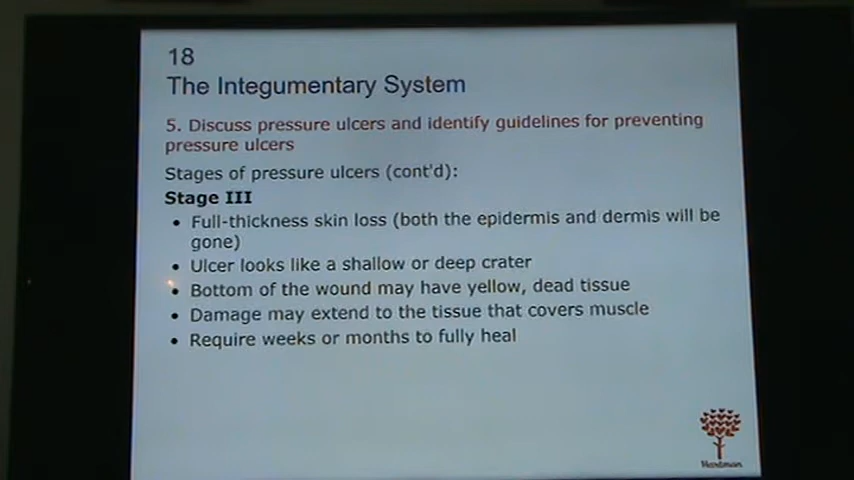 18
The Integumentary System
5. Discuss pressure ulcers and identify guidelines for preventing
pressure ulcers
Stages of pressure ulcers (cont'd):
Stage III
• Full-thickness skin loss (both the epidermis and dermis will be
gone)
• Ulcer looks like a shallow or deep crater
• Bottom of the wound may have yellow, dead tissue
• Damage may extend to the tissue that covers muscle
• Require weeks or months to fully heal
Hartman